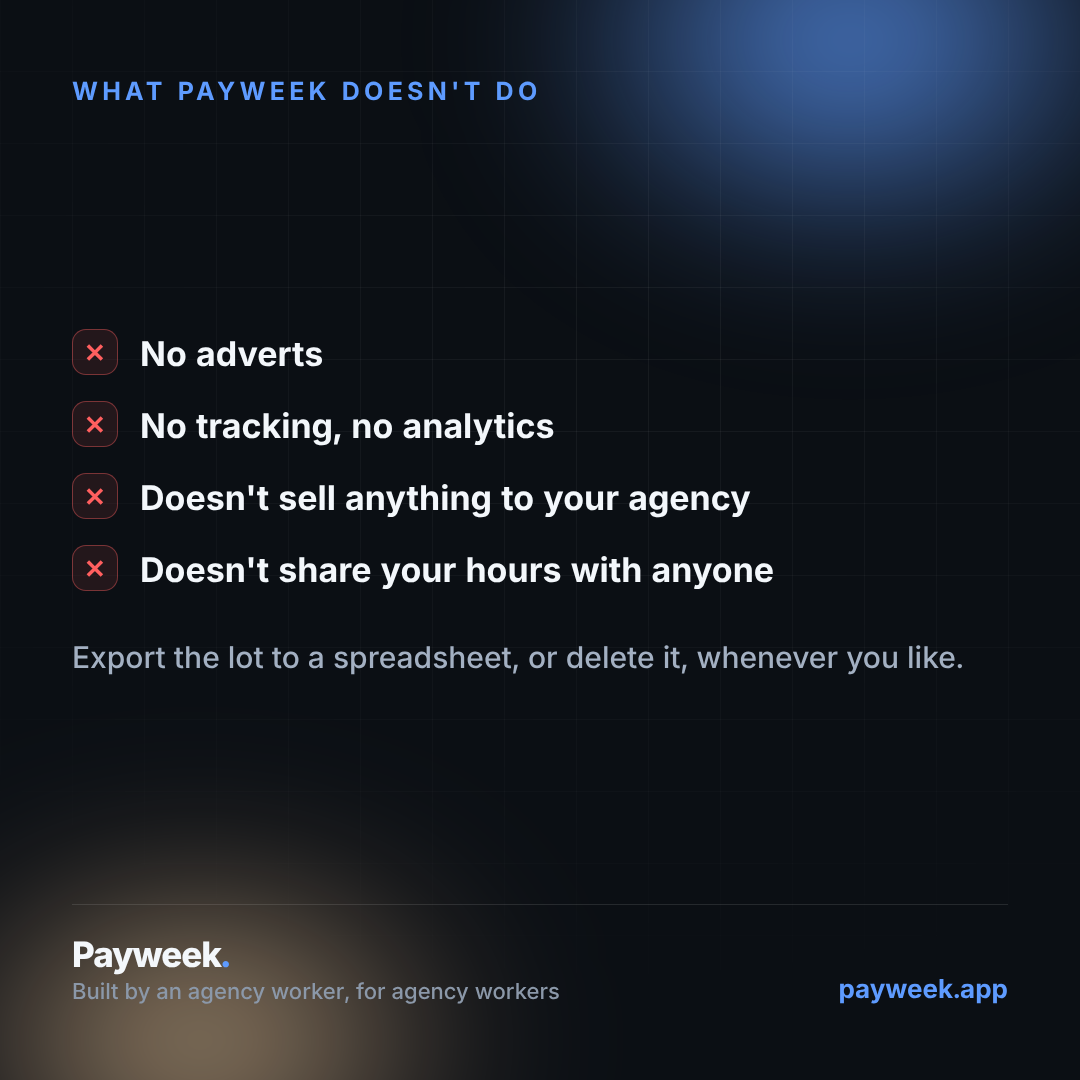 WHAT PAYWEEK DOESN'T DO
No adverts
No tracking, no analytics
Doesn't sell anything to your agency
Doesn't share your hours with anyone
Export the lot to a spreadsheet, or delete it, whenever you like.
Payweek.
Built by an agency worker, for agency workers
payweek.app